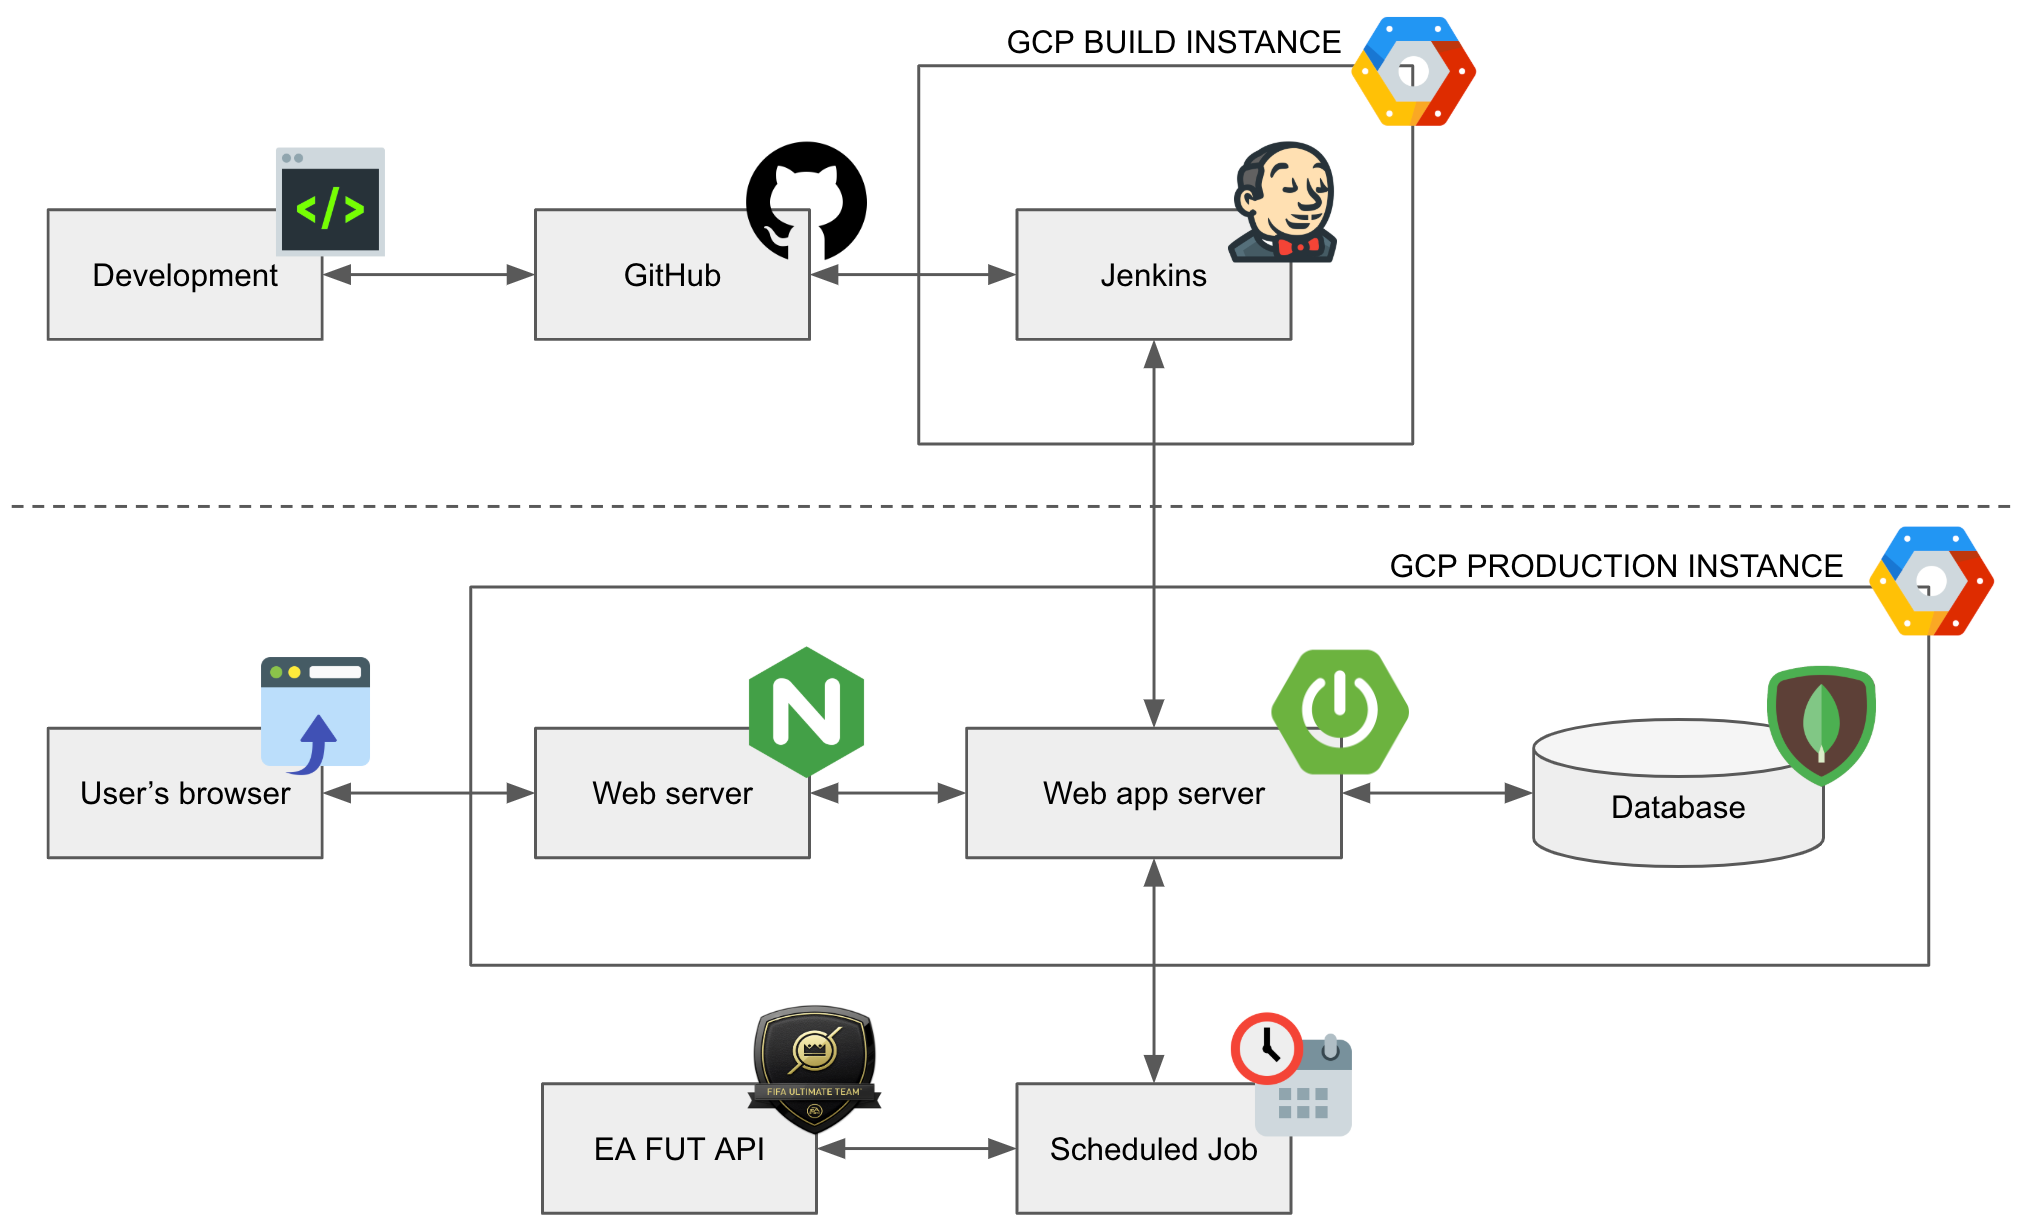 GCP BUILD INSTANCE
</>
Development
GitHub
Jenkins
GCP PRODUCTION INSTANCE
N
User’s browser
Web server
Web app server
Database
FIFA ULTIMATE TEAM
EA
EA FUT API
Scheduled Job